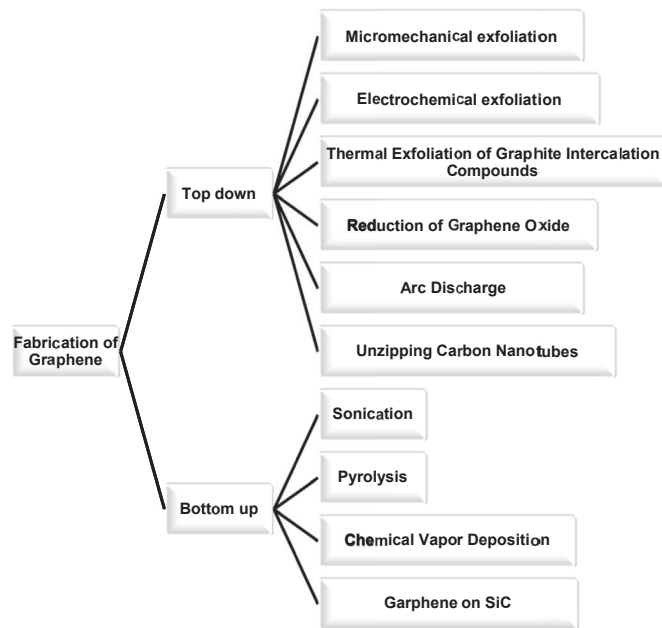 Fabrication of
Graphene
Top down
Micromechanical exfoliation
Electrochemical exfoliation
Thermal Exfoliation of Graphite Intercalation
Compounds
Reduction of Graphene Oxide
Arc Discharge
Unzipping Carbon Nanotubes
Bottom up
Sonication
Pyrolysis
Chemical Vapor Deposition
Garphene on SiC